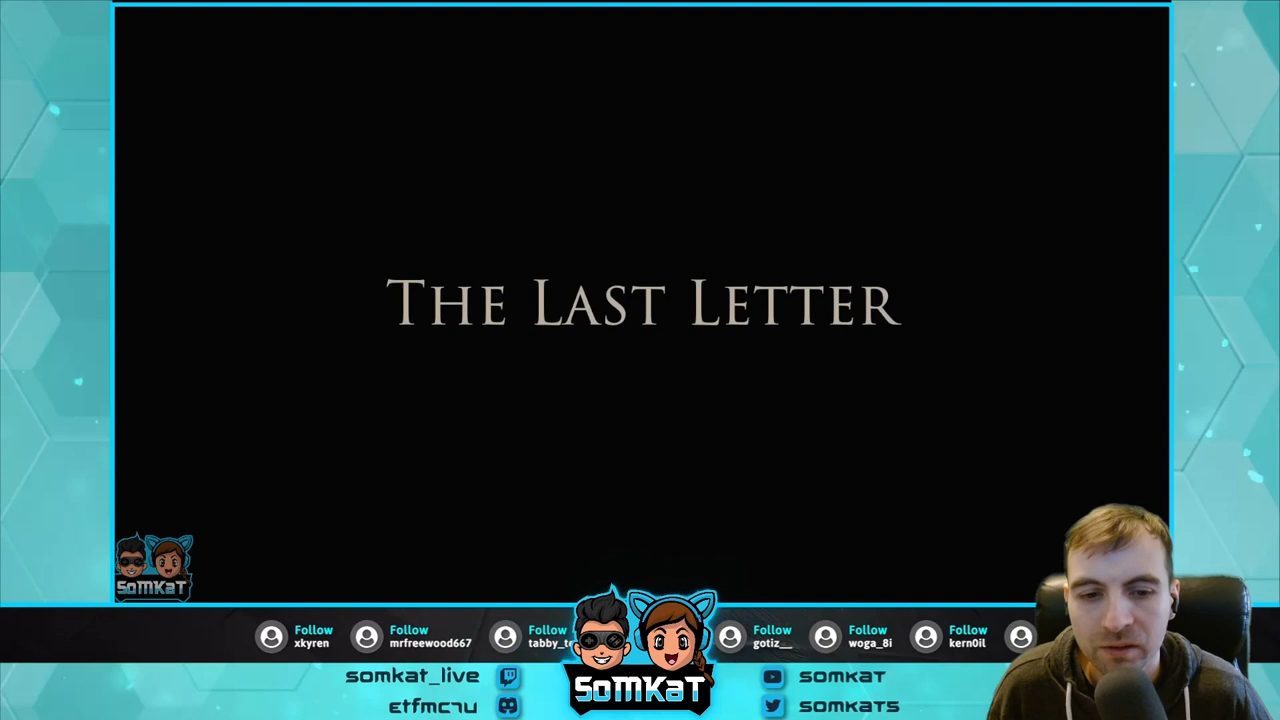 The Last Letter
SoMKaT
Follow
xkyren
Follow
mrfreewood667
Follow
Follow
gotiz__
Follow
woga_8i
Follow
kern0il
SoMKaT
somkat_live
somkat
somkats